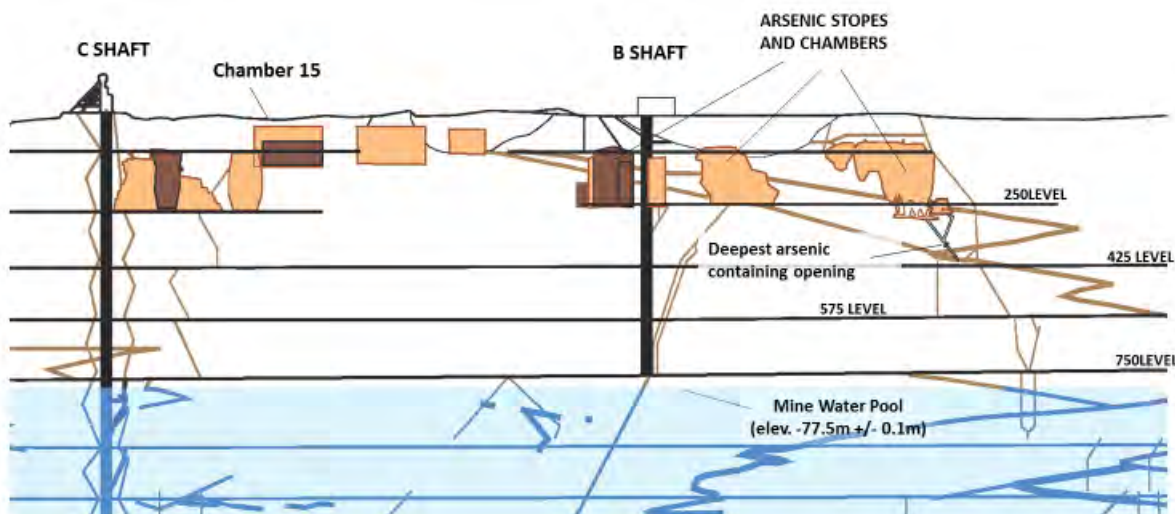 ARSENIC STOPES
AND CHAMBERS
C SHAFT
B SHAFT
Chamber 15
250LEVEL
Deepest arsenic
containing opening
425 LEVEL
575 LEVEL
750LEVEL
Mine Water Pool
(elev. -77.5m +/- 0.1m)